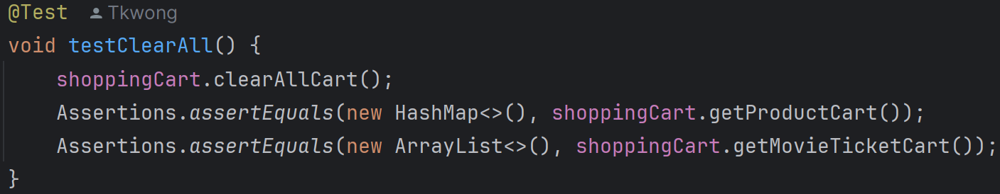 @Test Tkwong
void testClearAll() {
shoppingCart.clearAllCart();
Assertions.assertEquals(new HashMap<>(), shoppingCart.getProductCart());
Assertions.assertEquals(new ArrayList<>(), shoppingCart.getMovieTicketCart());
}